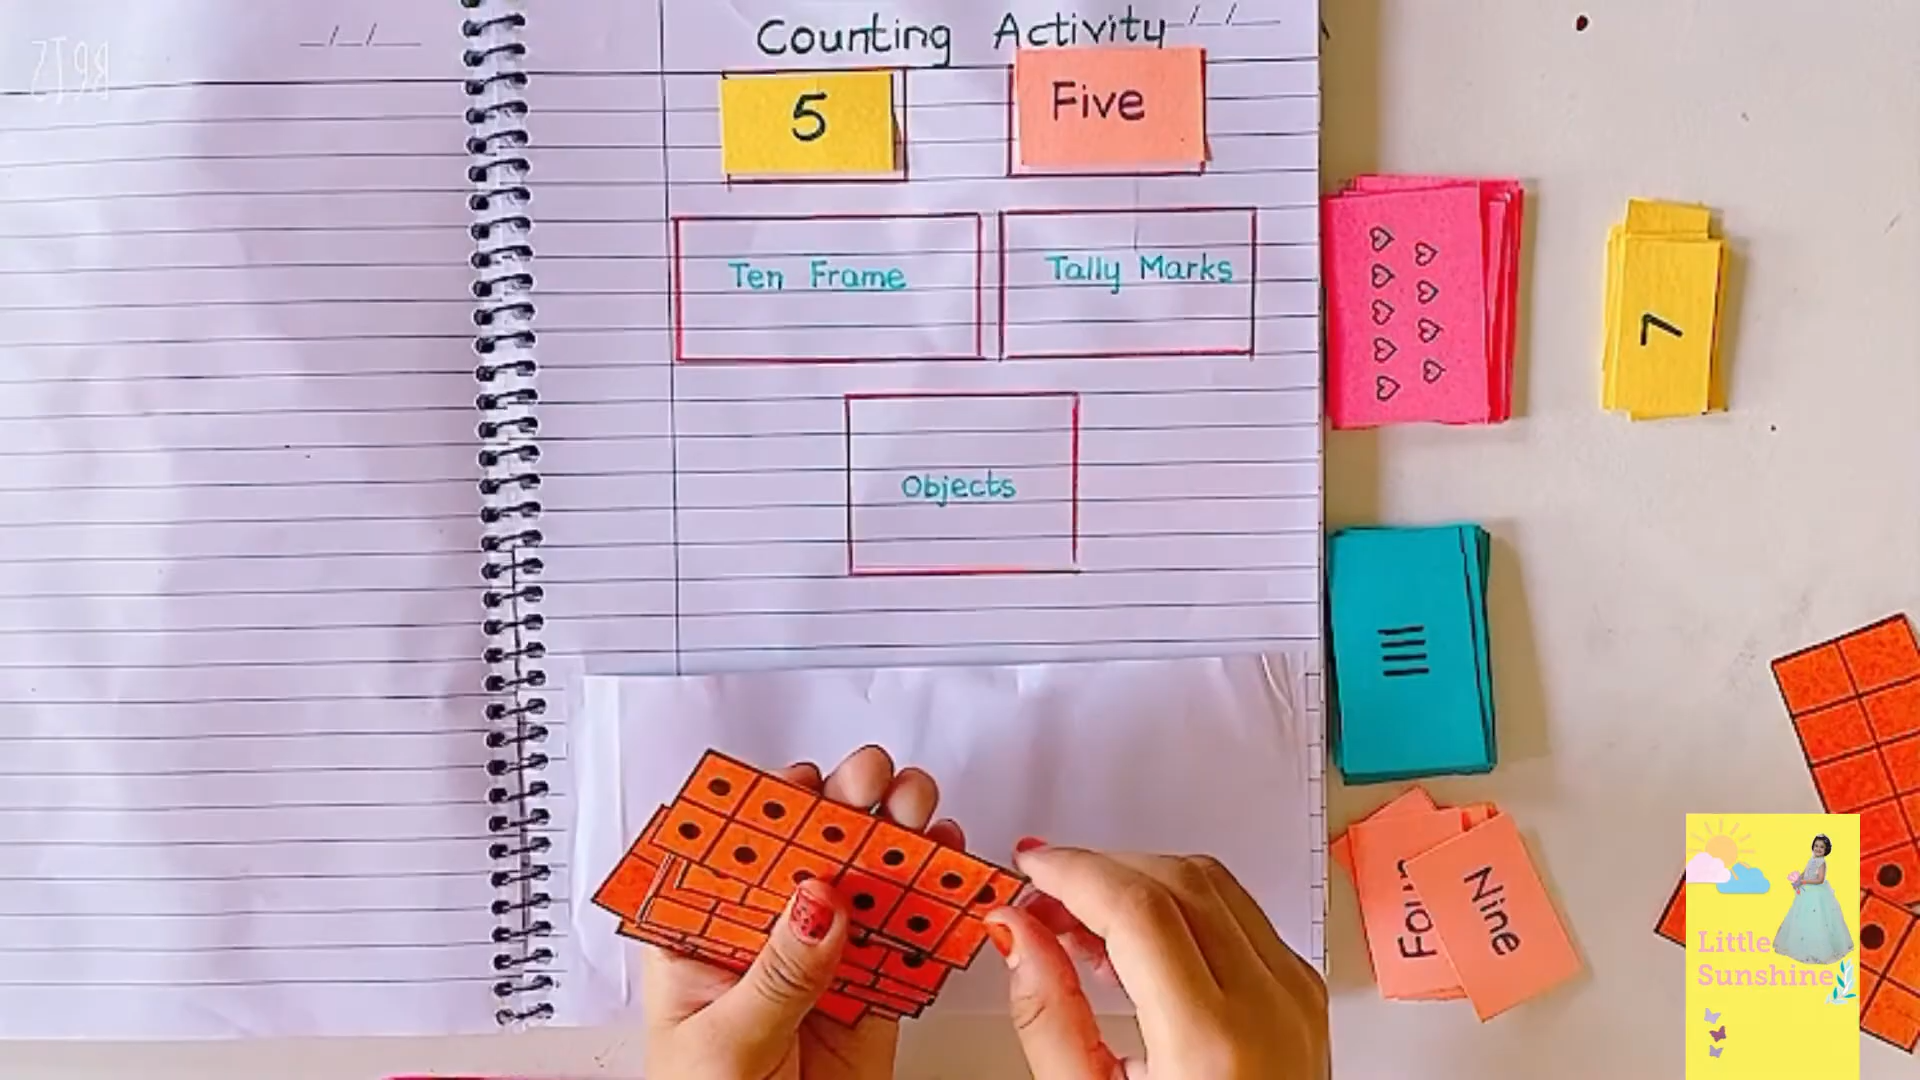 Counting Activity
5
Five
Ten Frame
Tally Marks
Objects
7
Nine
Little
Sunshine